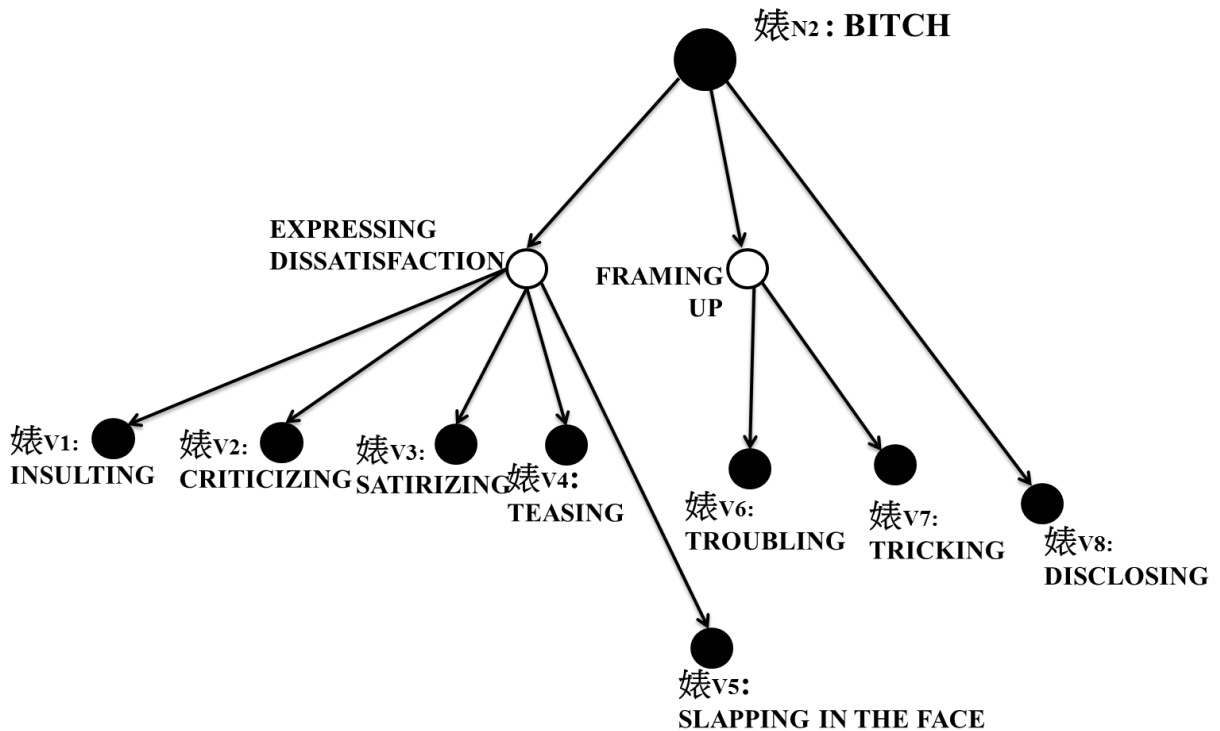 婊N2 : BITCH
EXPRESSING
DISSATISFACTION
FRAMING
UP
婊V1:
INSULTING
婊V2:
CRITICIZING
婊V3:
SATIRIZING
婊V4:
TEASING
婊V6:
TROUBLING
婊V7:
TRICKING
婊V8:
DISCLOSING
婊V5:
SLAPPING IN THE FACE